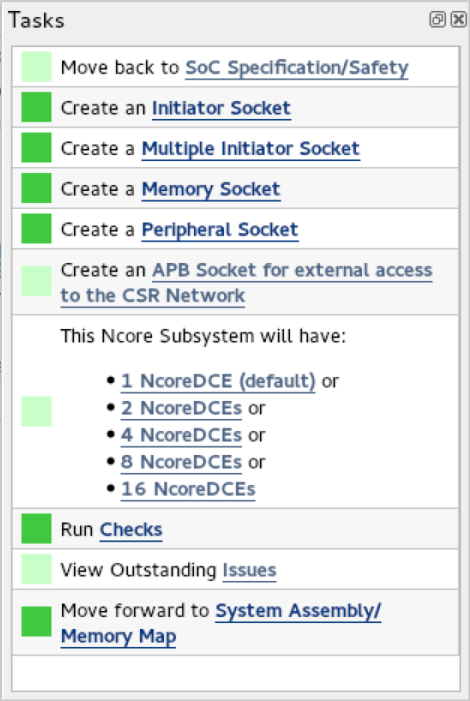 Tasks
Move back to SoC Specification/Safety
Create an Initiator Socket
Create a Multiple Initiator Socket
Create a Memory Socket
Create a Peripheral Socket
Create an APB Socket for external access
to the CSR Network
This Ncore Subsystem will have:
• 1 NcoreDCE (default) or
• 2 NcoreDCEs or
• 4 NcoreDCEs or
• 8 NcoreDCEs or
• 16 NcoreDCEs
Run Checks
View Outstanding Issues
Move forward to System Assembly/
Memory Map